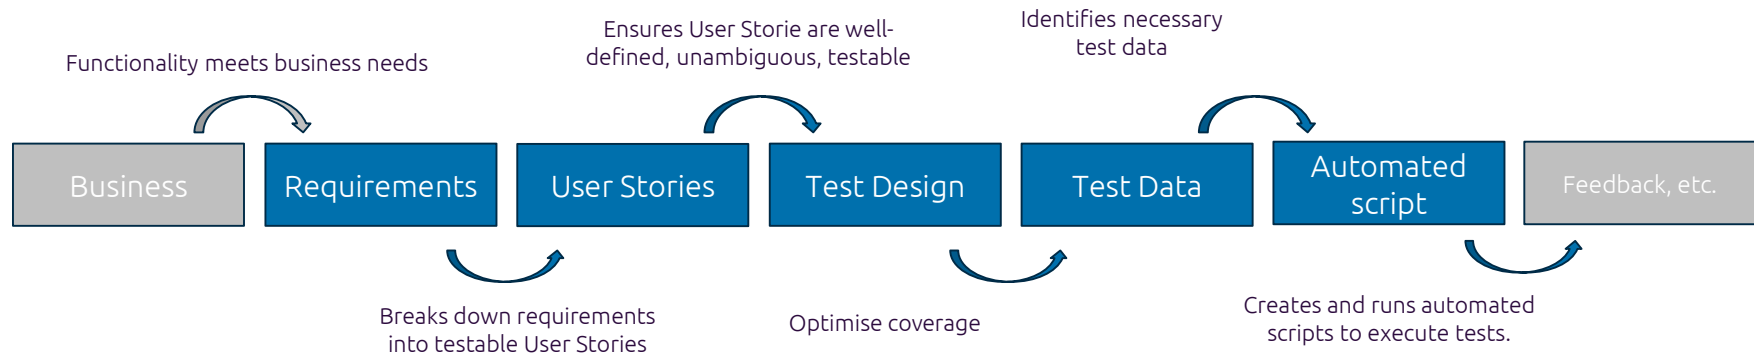 Functionality meets business needs
Ensures User Storie are well-
defined, unambiguous, testable
Identifies necessary
test data
Business
Requirements
User Stories
Test Design
Test Data
Automated
script
Feedback, etc.
Breaks down requirements
into testable User Stories
Optimise coverage
Creates and runs automated
scripts to execute tests.